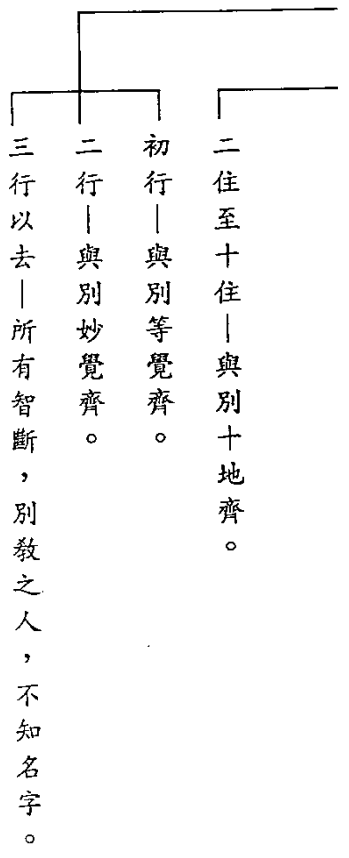 二住至十住—與別十地齊。
初行—與別等覺齊。
二行—與別妙覺齊。
三行以去—所有智斷，別教之人，不知名字。